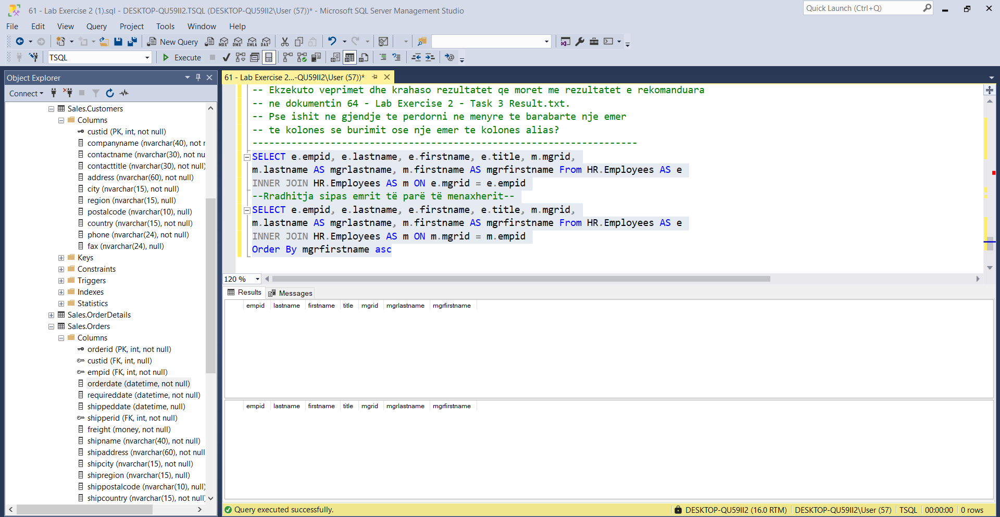 61 - Lab Exercise 2 (1).sql - DESKTOP-QU59II2.TSQL (DESKTOP-QU59II2\User (57))* - Microsoft SQL Server Management Studio
Quick Launch (Ctrl+Q)
File Edit View Query Project Tools Window Help
New Query MDX DMX XMLA DAX
TSQL Execute
Object Explorer
Connect
Sales.Customers
Columns
custid (PK, int, not null)
companyname (nvarchar(40), not r
contactname (nvarchar(30), not nu
contacttitle (nvarchar(30), not null)
address (nvarchar(60), not null)
city (nvarchar(15), not null)
region (nvarchar(15), null)
postalcode (nvarchar(10), null)
country (nvarchar(15), not null)
phone (nvarchar(24), not null)
fax (nvarchar(24), null)
Keys
Constraints
Triggers
Indexes
Statistics
Sales.OrderDetails
Sales.Orders
Columns
orderid (PK, int, not null)
custid (FK, int, null)
empid (FK, int, not null)
orderdate (datetime, not null)
requireddate (datetime, not null)
shippeddate (datetime, null)
shipperid (FK, int, not null)
freight (money, not null)
shipname (nvarchar(40), not null)
shipaddress (nvarchar(60), not null
shipcity (nvarchar(15), not null)
shipregion (nvarchar(15), null)
shippostalcode (nvarchar(10), null)
shipcountry (nvarchar(15), not null)
61 - Lab Exercise 2...-QU59II2\User (57))*
-- Ekzekuto veprimet dhe krahaso rezultatet qe moret me rezultatet e rekomanduara
-- ne dokumentin 64 - Lab Exercise 2 - Task 3 Result.txt.
-- Pse ishit ne gjendje te perdorni ne menyre te barabarte nje emer
-- te kolones se burimit ose nje emer te kolones alias?
---------------------------------------------------------------------
SELECT e.empid, e.lastname, e.firstname, e.title, m.mgrid,
m.lastname AS mgrlastname, m.firstname AS mgrfirstname From HR.Employees AS e
INNER JOIN HR.Employees AS m ON e.mgrid = e.empid
--Rradhitja sipas emrit të parë të menaxherit--
SELECT e.empid, e.lastname, e.firstname, e.title, m.mgrid,
m.lastname AS mgrlastname, m.firstname AS mgrfirstname From HR.Employees AS e
INNER JOIN HR.Employees AS m ON m.mgrid = m.empid
Order By mgrfirstname asc
120 %
Results Messages
empid lastname firstname title mgrid mgrlastname mgrfirstname
empid lastname firstname title mgrid mgrlastname mgrfirstname
Query executed successfully.
DESKTOP-QU59II2 (16.0 RTM) DESKTOP-QU59II2\User (57) TSQL 00:00:00 0 rows